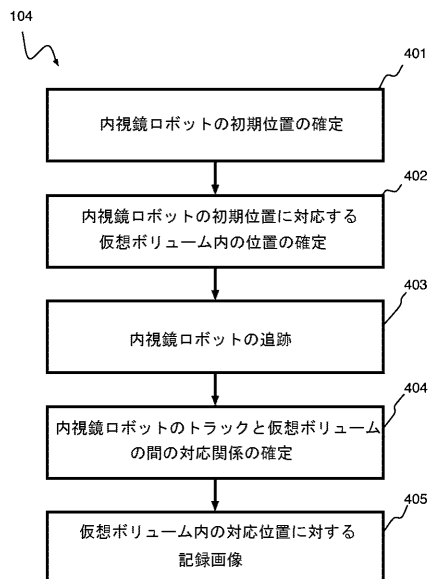 104
401
内視鏡ロボットの初期位置の確定
402
内視鏡ロボットの初期位置に対応する
仮想ボリューム内の位置の確定
403
内視鏡ロボットの追跡
404
内視鏡ロボットのトラックと仮想ボリューム
の間の対応関係の確定
405
仮想ボリューム内の対応位置に対する
記録画像